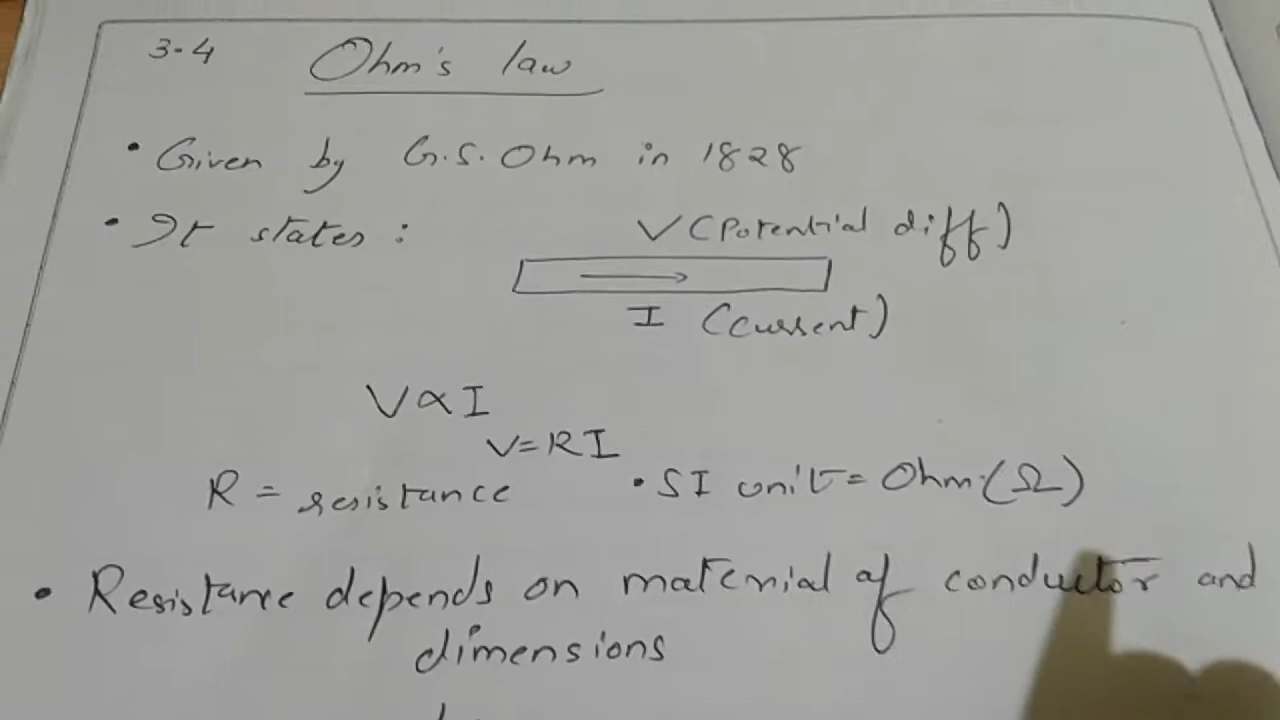 3-4 Ohm's law
• Given by G.S. Ohm in 1828
• It states :
V (Potential diff)
I (current)
V ∝ I
V = RI
R = resistance
• SI unit = Ohm (Ω)
• Resistance depends on material of conductor and
dimensions